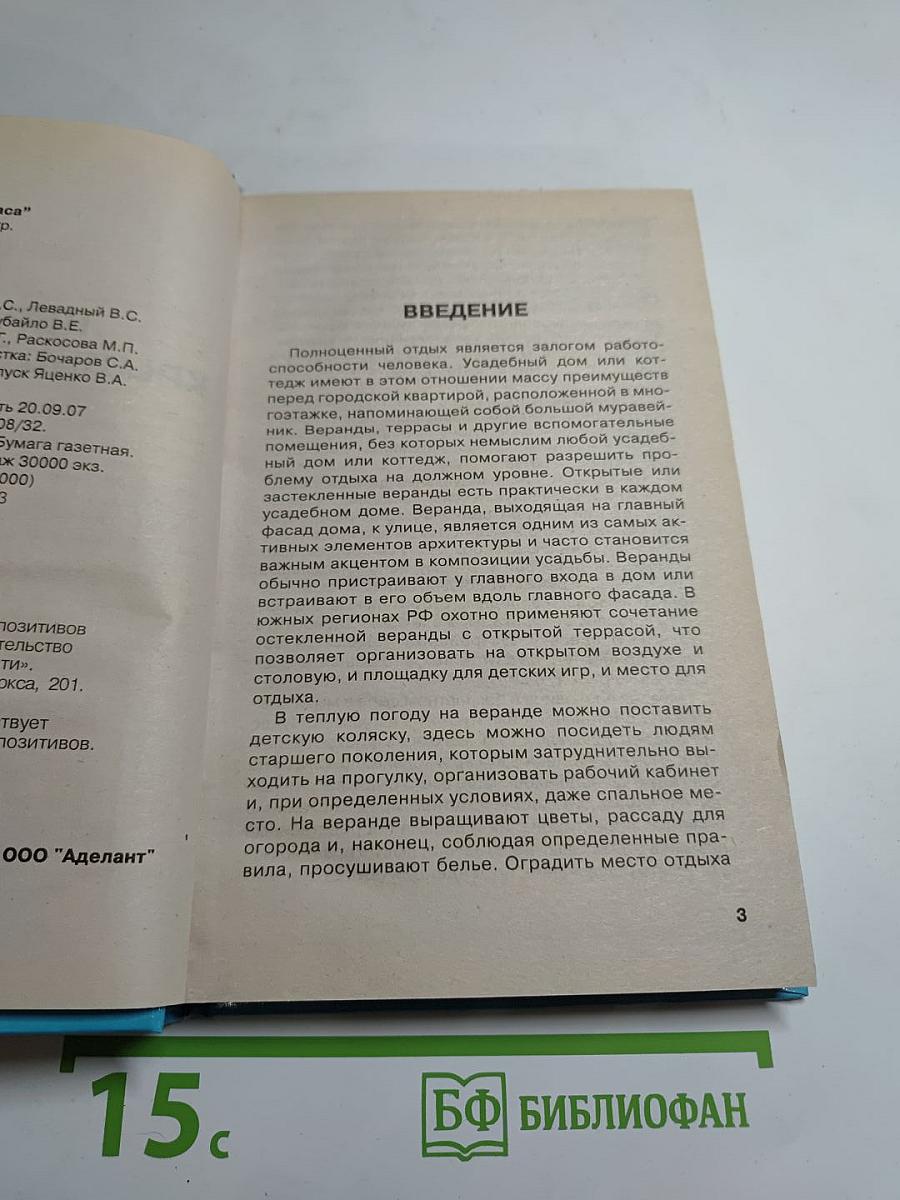 аса"
р.
.С., Левадный В.С.
убайло В.Е.
Г., Раскосова М.П.
стка: Бочаров С.А.
пуск Яценко В.А.
ть 20.09.07
08/32.
Бумага газетная.
аж 30000 экз.
000)
3
позитивов
тельство
сти».
ркса, 201.
твует
позитивов.
ООО "Аделант"
ВВЕДЕНИЕ
Полноценный отдых является залогом работо-
способности человека. Усадебный дом или кот-
тедж имеют в этом отношении массу преимуществ
перед городской квартирой, расположенной в мно-
гоэтажке, напоминающей собой большой муравей-
ник. Веранды, террасы и другие вспомогательные
помещения, без которых немыслим любой усадеб-
ный дом или коттедж, помогают разрешить про-
блему отдыха на должном уровне. Открытые или
застекленные веранды есть практически в каждом
усадебном доме. Веранда, выходящая на главный
фасад дома, к улице, является одним из самых ак-
тивных элементов архитектуры и часто становится
важным акцентом в композиции усадьбы. Веранды
обычно пристраивают у главного входа в дом или
встраивают в его объем вдоль главного фасада. В
южных регионах РФ охотно применяют сочетание
остекленной веранды с открытой террасой, что
позволяет организовать на открытом воздухе и
столовую, и площадку для детских игр, и место для
отдыха.
В теплую погоду на веранде можно поставить
детскую коляску, здесь можно посидеть людям
старшего поколения, которым затруднительно вы-
ходить на прогулку, организовать рабочий кабинет
и, при определенных условиях, даже спальное ме-
сто. На веранде выращивают цветы, рассаду для
огорода и, наконец, соблюдая определенные пра-
вила, просушивают белье. Оградить место отдыха
3
15 с
БФ БИБЛИОФАН